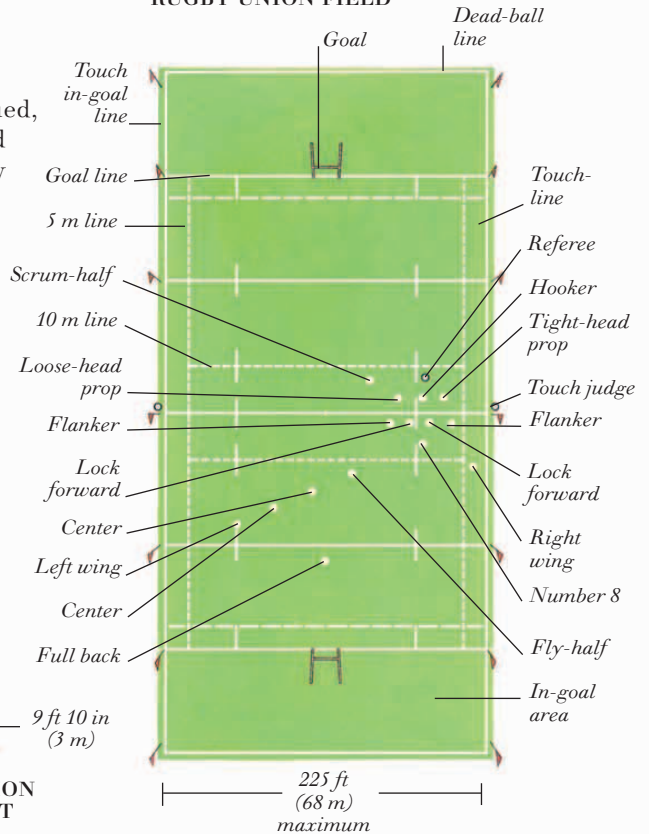 RUGBY UNION FIELD
Goal
Dead-ball
line
Touch
in-goal
line
Goal line
5 m line
Scrum-half
10 m line
Loose-head
prop
Flanker
Lock
forward
Center
Left wing
Center
Full back
Touch-
line
Referee
Hooker
Tight-head
prop
Touch judge
Flanker
Lock
forward
Right
wing
Number 8
Fly-half
In-goal
area
9 ft 10 in
(3 m)
225 ft
(68 m)
maximum